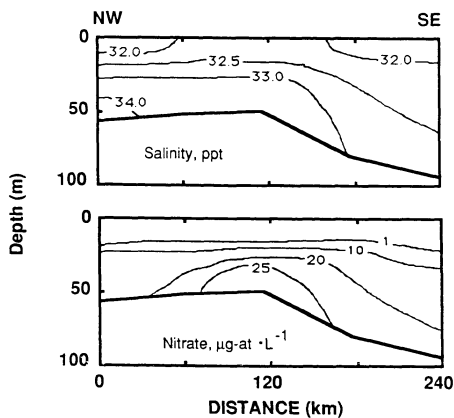 NW SE
0
32.0 32.0
32.5
33.0
34.0
50
Salinity, ppt
100
Depth (m)
0
1
10
20
25
50
Nitrate, µg-at · L⁻¹
100
0 120 240
DISTANCE (km)